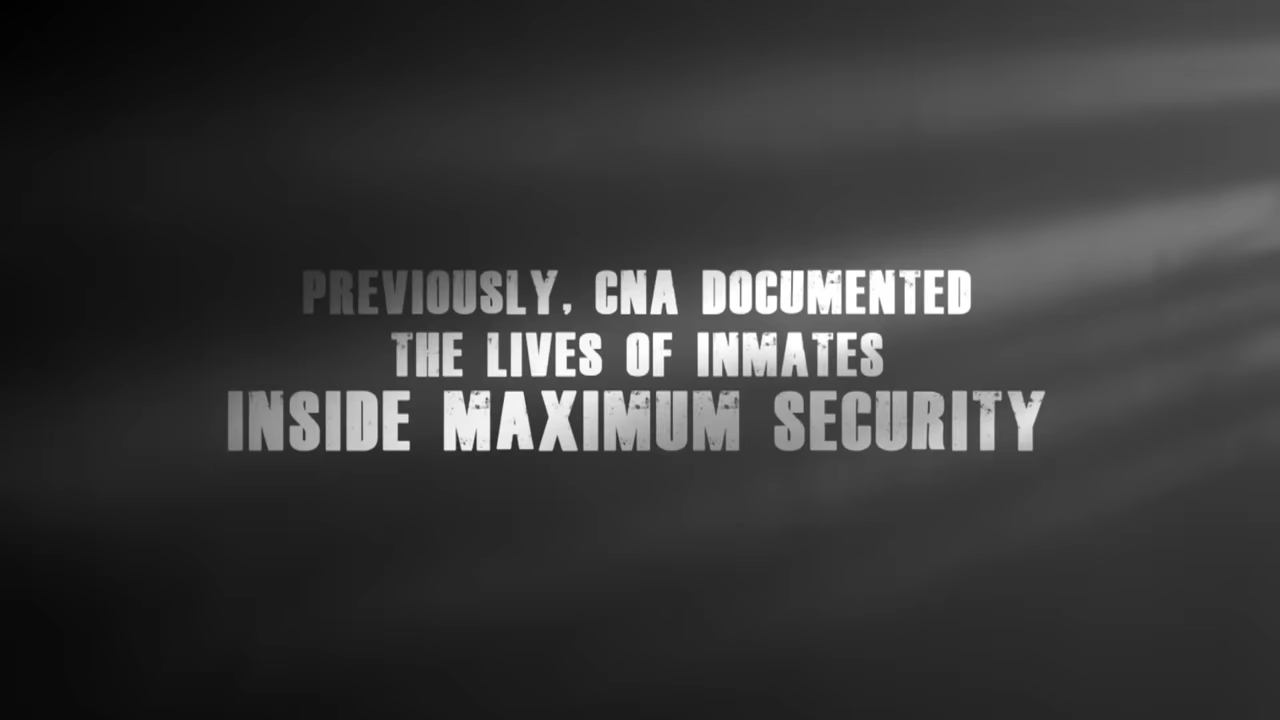 PREVIOUSLY, CNA DOCUMENTED
THE LIVES OF INMATES
INSIDE MAXIMUM SECURITY